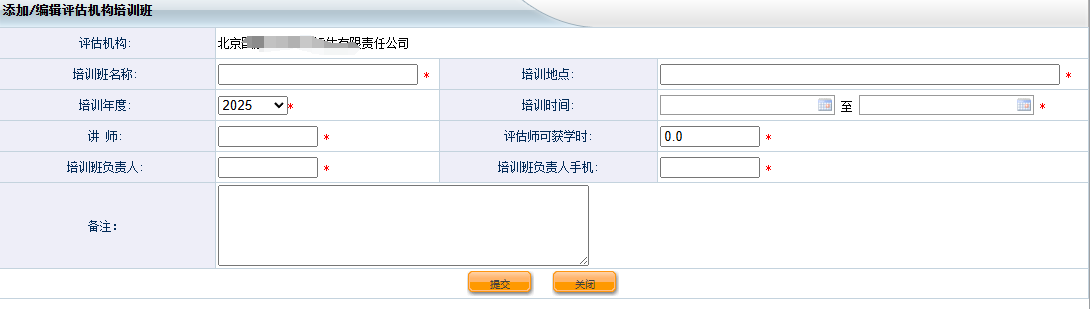 添加/编辑评估机构培训班
评估机构： 北京 有限责任公司
培训班名称： * 培训地点： *
培训年度： 2025 * 培训时间： 至 *
讲 师： * 评估师可获学时： 0.0 *
培训班负责人： * 培训班负责人手机： *
备注：
提交 关闭